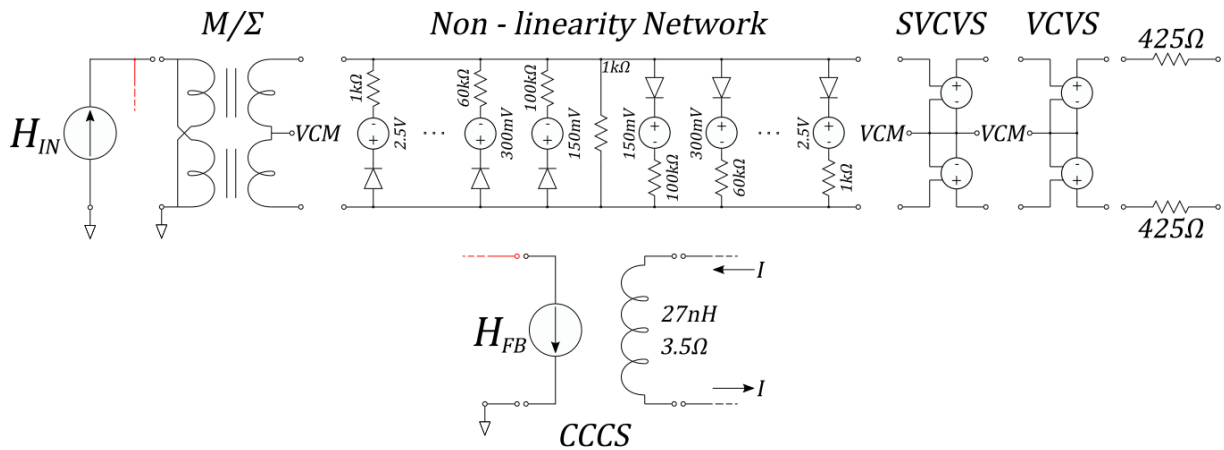 M/Σ
Non - linearity Network
SVCVS
VCVS
425Ω
H_IN
VCM
1kΩ
2.5V
...
60kΩ
300mV
100kΩ
150mV
1kΩ
150mV
100kΩ
300mV
60kΩ
...
2.5V
1kΩ
VCM
VCM
425Ω
H_FB
I
27nH
3.5Ω
I
CCCS